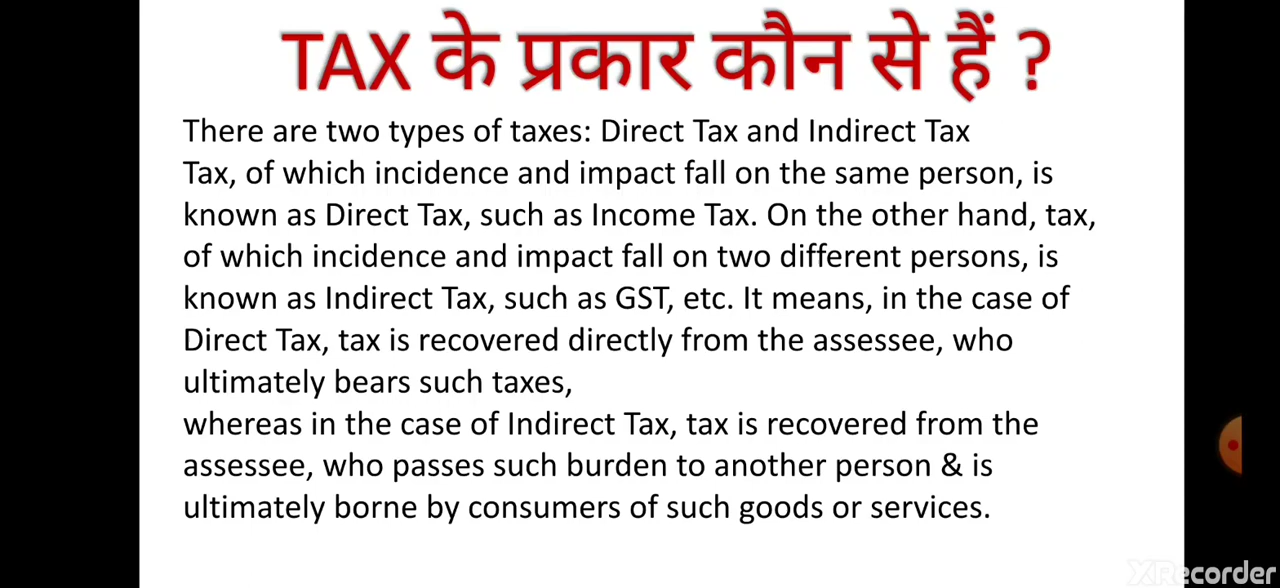 TAX के प्रकार कौन से हैं ?
There are two types of taxes: Direct Tax and Indirect Tax
Tax, of which incidence and impact fall on the same person, is
known as Direct Tax, such as Income Tax. On the other hand, tax,
of which incidence and impact fall on two different persons, is
known as Indirect Tax, such as GST, etc. It means, in the case of
Direct Tax, tax is recovered directly from the assessee, who
ultimately bears such taxes,
whereas in the case of Indirect Tax, tax is recovered from the
assessee, who passes such burden to another person & is
ultimately borne by consumers of such goods or services.
XRecorder